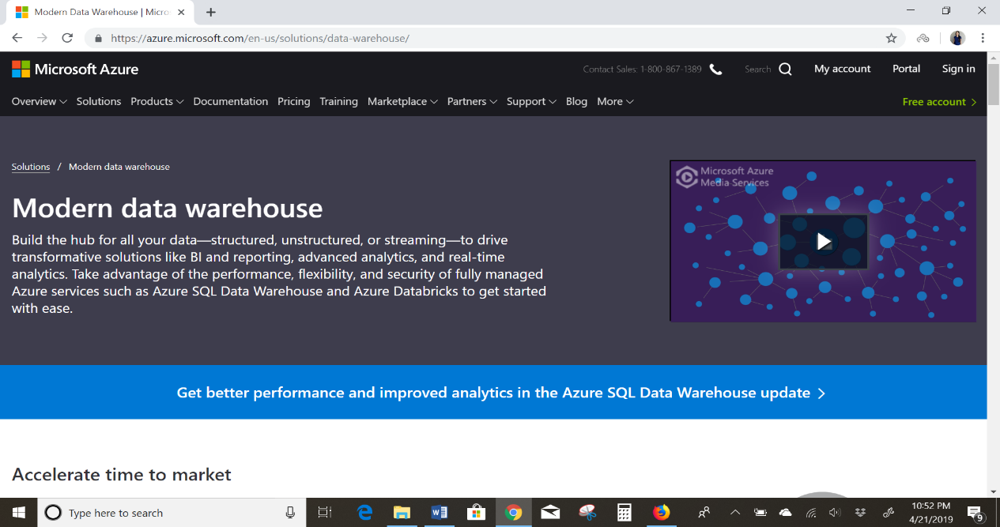 Modern Data Warehouse | Micro
https://azure.microsoft.com/en-us/solutions/data-warehouse/
Microsoft Azure
Contact Sales: 1-800-867-1389
Search
My account
Portal
Sign in
Overview
Solutions
Products
Documentation
Pricing
Training
Marketplace
Partners
Support
Blog
More
Free account
Solutions / Modern data warehouse
Microsoft Azure
Media Services
Modern data warehouse
Build the hub for all your data—structured, unstructured, or streaming—to drive
transformative solutions like BI and reporting, advanced analytics, and real-time
analytics. Take advantage of the performance, flexibility, and security of fully managed
Azure services such as Azure SQL Data Warehouse and Azure Databricks to get started
with ease.
Get better performance and improved analytics in the Azure SQL Data Warehouse update
Accelerate time to market
Type here to search
10:52 PM
4/21/2019
9